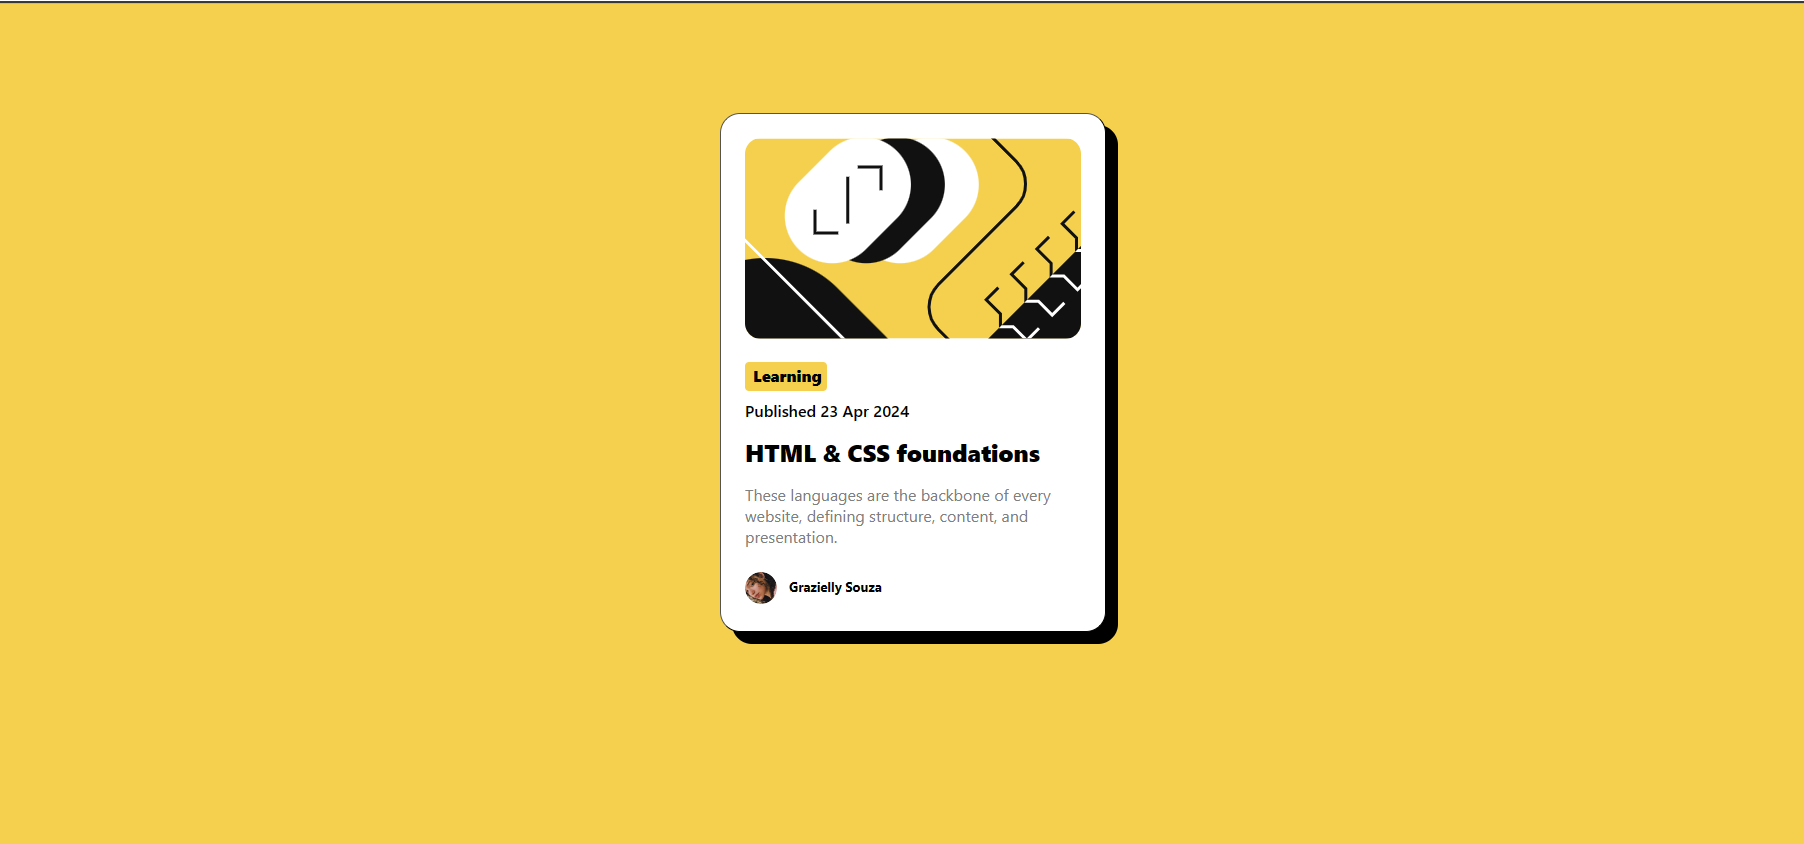 Learning
Published 23 Apr 2024
HTML & CSS foundations
These languages are the backbone of every
website, defining structure, content, and
presentation.
Grazielly Souza